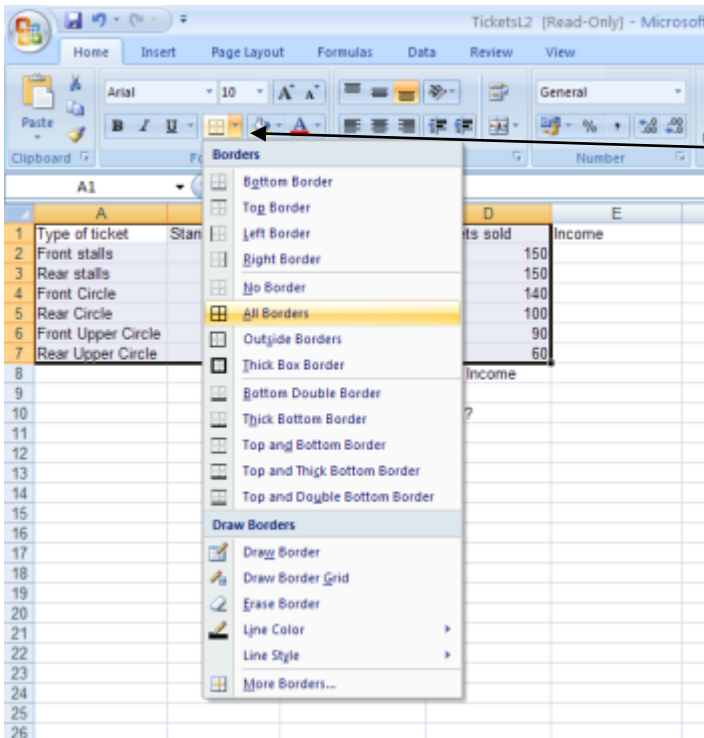 TicketsL2 [Read-Only] - Microsoft
Home Insert Page Layout Formulas Data Review View
Arial 10 A A General
Paste B I U A % ,
Clipboard Fo Number
A1
Borders
Bottom Border
Top Border
Left Border
Right Border
No Border
All Borders
Outside Borders
Thick Box Border
Bottom Double Border
Thick Bottom Border
Top and Bottom Border
Top and Thick Bottom Border
Top and Double Bottom Border
Draw Borders
Draw Border
Draw Border Grid
Erase Border
Line Color
Line Style
More Borders...
A D E
1 Type of ticket Stan ets sold Income
2 Front stalls 150
3 Rear stalls 150
4 Front Circle 140
5 Rear Circle 100
6 Front Upper Circle 90
7 Rear Upper Circle 60
8 Income
9
10 ?
11
12
13
14
15
16
17
18
19
20
21
22
23
24
25
26